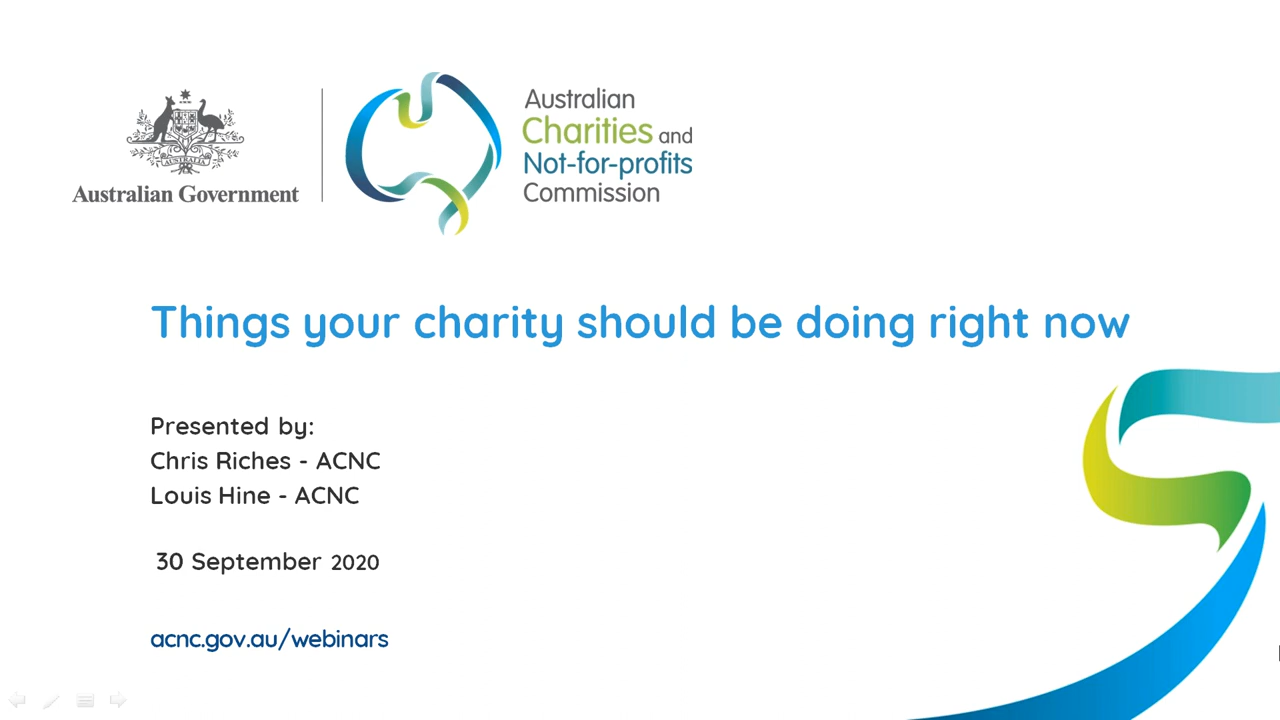 AUSTRALIA
Australian Government
Australian
Charities and
Not-for-profits
Commission
Things your charity should be doing right now
Presented by:
Chris Riches - ACNC
Louis Hine - ACNC
30 September 2020
acnc.gov.au/webinars